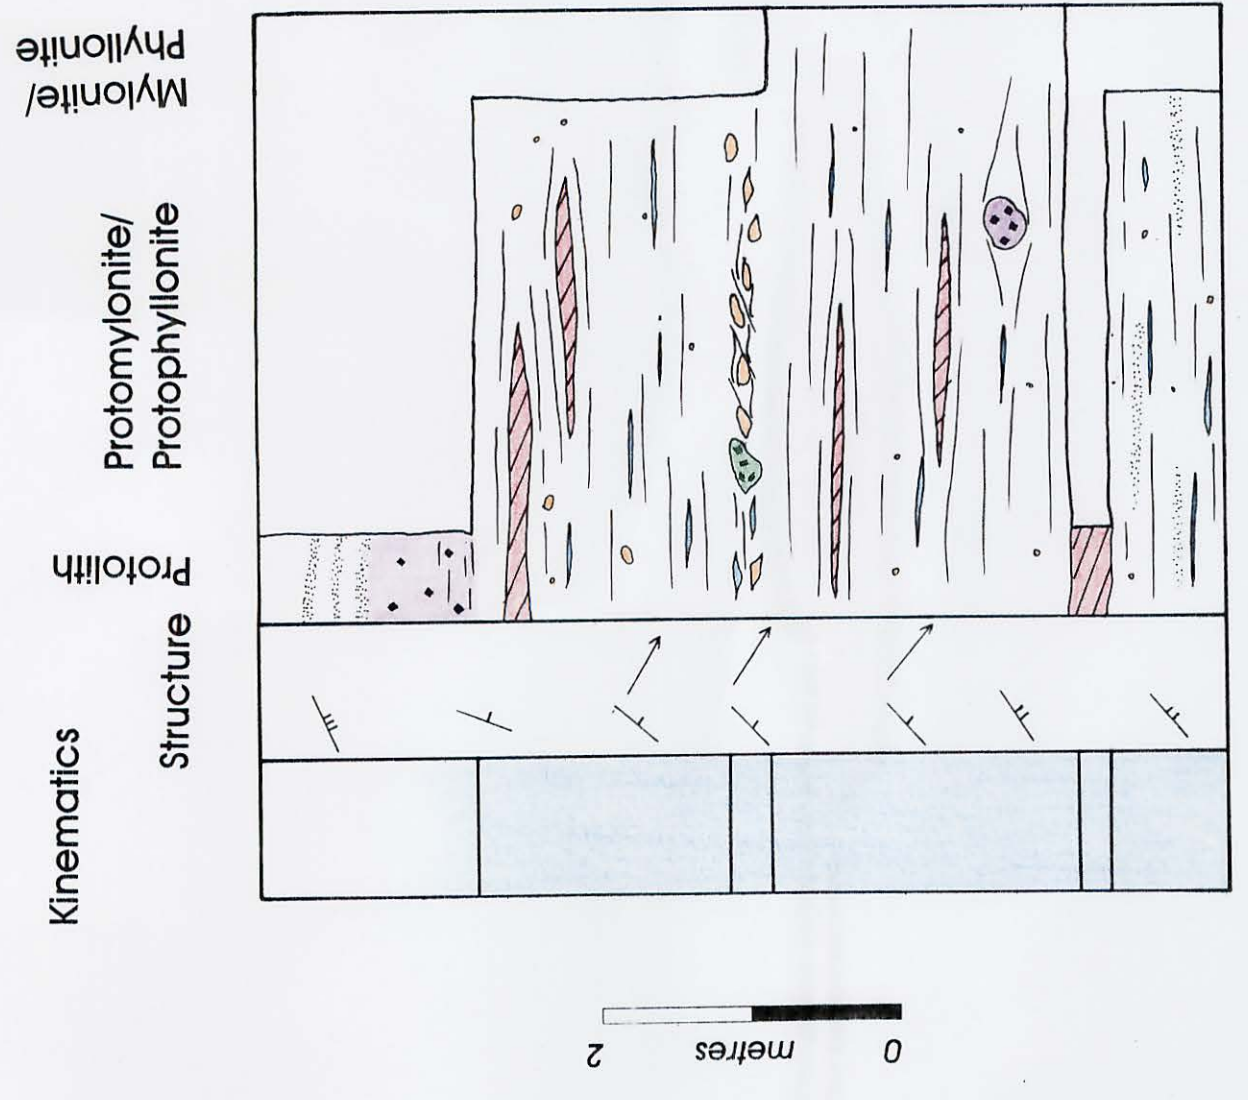 Kinematics
Structure
Protolith
Protomylonite/
Protophyllonite
Mylonite/
Phyllonite
0 metres 2